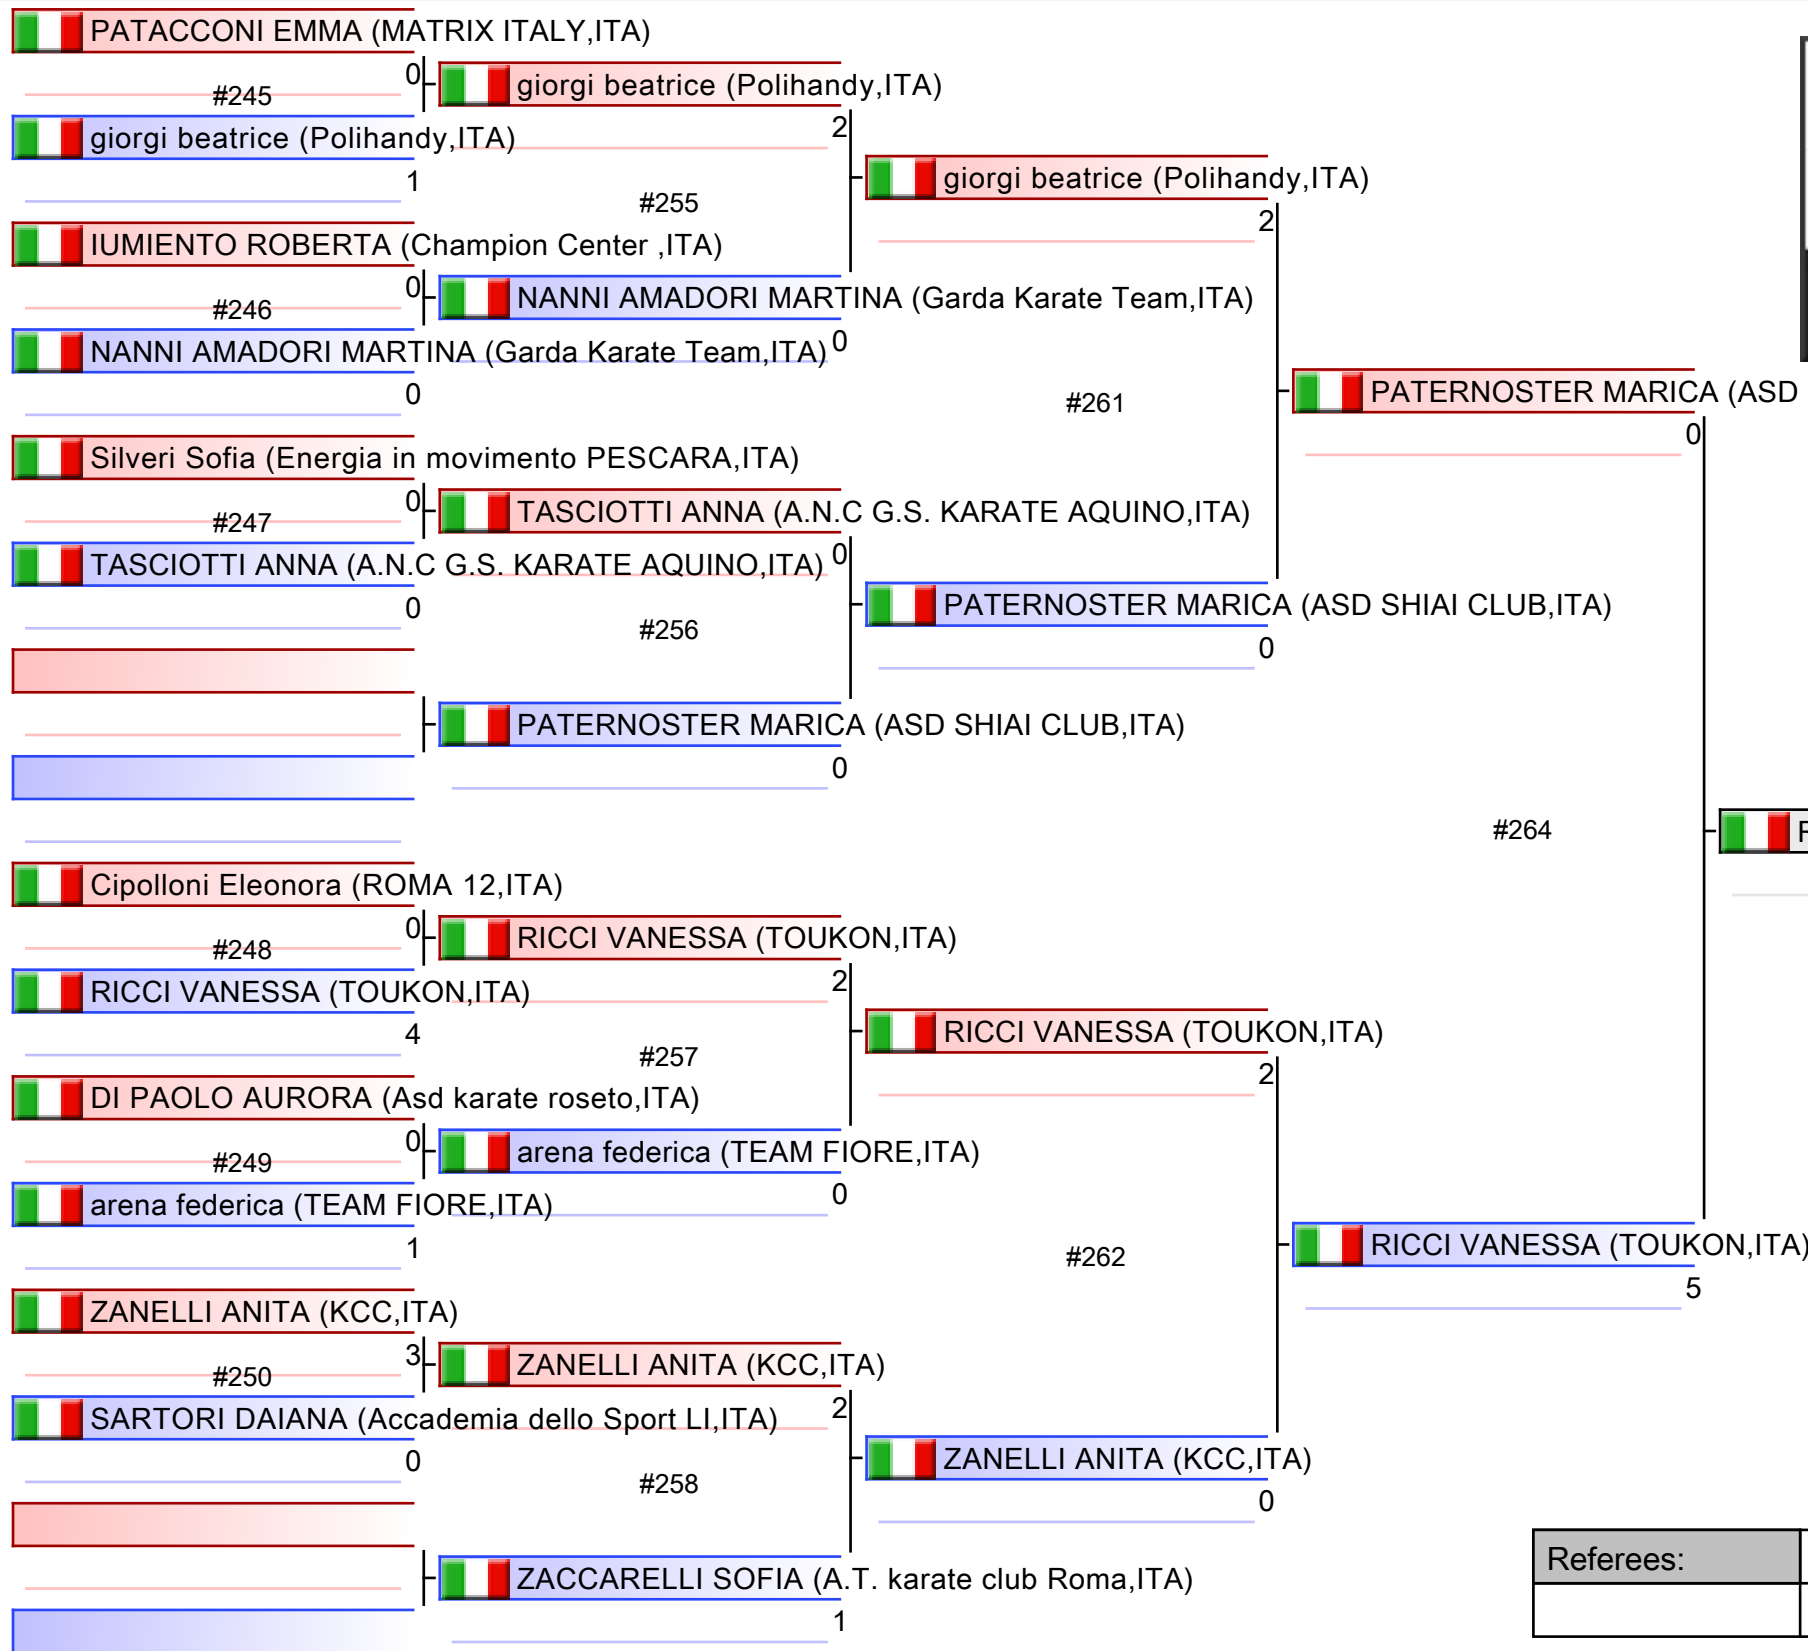 PATACCONI EMMA (MATRIX ITALY,ITA)
0
#245
giorgi beatrice (Polihandy,ITA)
1
IUMIENTO ROBERTA (Champion Center ,ITA)
0
#246
NANNI AMADORI MARTINA (Garda Karate Team,ITA)
0
Silveri Sofia (Energia in movimento PESCARA,ITA)
0
#247
TASCIOTTI ANNA (A.N.C G.S. KARATE AQUINO,ITA)
0
Cipolloni Eleonora (ROMA 12,ITA)
0
#248
RICCI VANESSA (TOUKON,ITA)
4
DI PAOLO AURORA (Asd karate roseto,ITA)
0
#249
arena federica (TEAM FIORE,ITA)
1
ZANELLI ANITA (KCC,ITA)
3
#250
SARTORI DAIANA (Accademia dello Sport LI,ITA)
0
giorgi beatrice (Polihandy,ITA)
2
#255
NANNI AMADORI MARTINA (Garda Karate Team,ITA)
0
TASCIOTTI ANNA (A.N.C G.S. KARATE AQUINO,ITA)
0
#256
PATERNOSTER MARICA (ASD SHIAI CLUB,ITA)
0
RICCI VANESSA (TOUKON,ITA)
2
#257
arena federica (TEAM FIORE,ITA)
0
ZANELLI ANITA (KCC,ITA)
2
#258
ZACCARELLI SOFIA (A.T. karate club Roma,ITA)
1
giorgi beatrice (Polihandy,ITA)
2
#261
PATERNOSTER MARICA (ASD SHIAI CLUB,ITA)
0
RICCI VANESSA (TOUKON,ITA)
2
#262
ZANELLI ANITA (KCC,ITA)
0
PATERNOSTER MARICA (ASD
0
#264
RICCI VANESSA (TOUKON,ITA)
5
Referees: